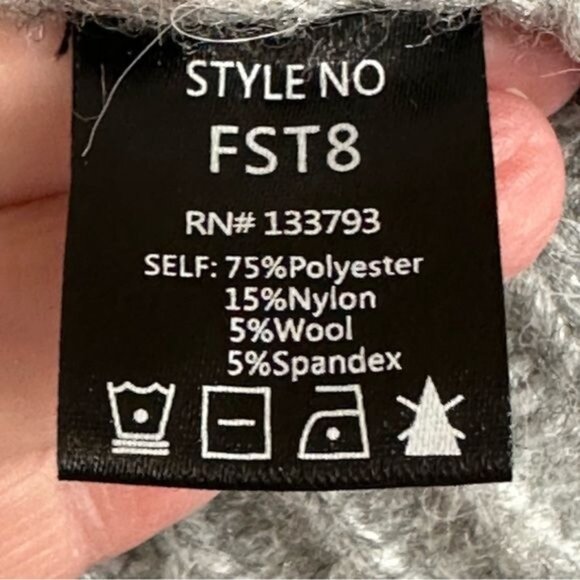 STYLE NO
FST8
RN# 133793
SELF: 75%Polyester
15%Nylon
5%Wool
5%Spandex